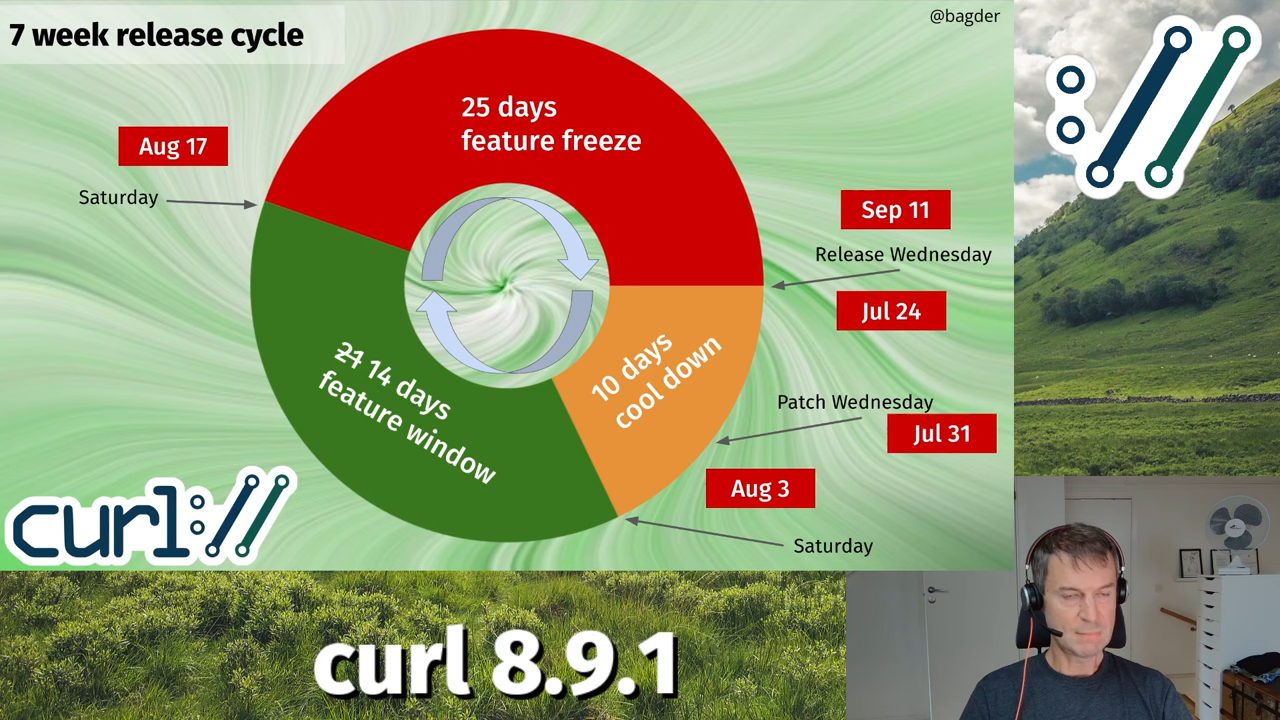 7 week release cycle
@bagder
25 days
feature freeze
Aug 17
Saturday
Sep 11
Release Wednesday
Jul 24
21 14 days
feature window
10 days
cool down
Patch Wednesday
Jul 31
Aug 3
Saturday
curl://
curl 8.9.1